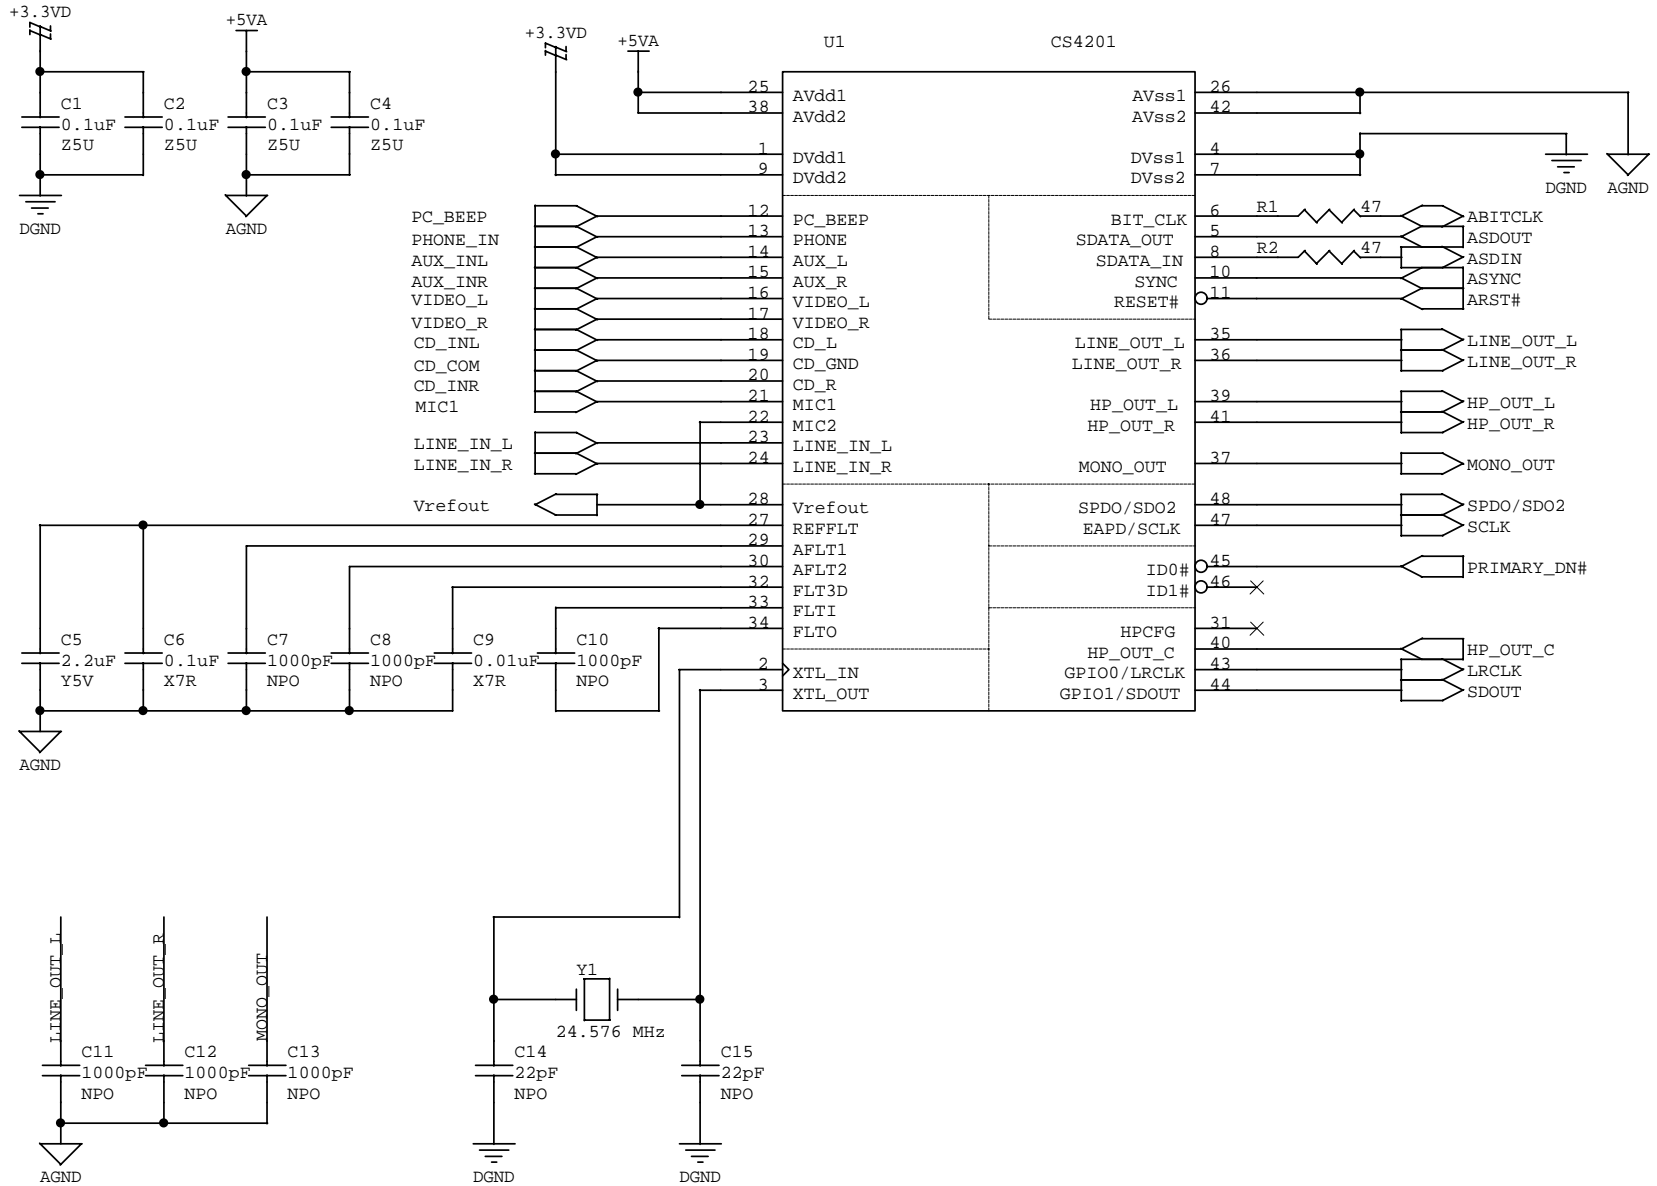 +3.3VD
+5VA
+3.3VD
+5VA
U1
CS4201
C1
0.1uF
Z5U
C2
0.1uF
Z5U
C3
0.1uF
Z5U
C4
0.1uF
Z5U
DGND
AGND
25 AVdd1
38 AVdd2
1 DVdd1
9 DVdd2
AVss1 26
AVss2 42
DVss1 4
DVss2 7
DGND
AGND
PC_BEEP 12 PC_BEEP
PHONE_IN 13 PHONE
AUX_INL 14 AUX_L
AUX_INR 15 AUX_R
VIDEO_L 16 VIDEO_L
VIDEO_R 17 VIDEO_R
CD_INL 18 CD_L
CD_COM 19 CD_GND
CD_INR 20 CD_R
MIC1 21 MIC1
22 MIC2
LINE_IN_L 23 LINE_IN_L
LINE_IN_R 24 LINE_IN_R
Vrefout 28 Vrefout
27 REFFLT
29 AFLT1
30 AFLT2
32 FLT3D
33 FLTI
34 FLTO
2 XTL_IN
3 XTL_OUT
BIT_CLK 6 R1 47 ABITCLK
SDATA_OUT 5 ASDOUT
SDATA_IN 8 R2 47 ASDIN
SYNC 10 ASYNC
RESET# 11 ARST#
LINE_OUT_L 35 LINE_OUT_L
LINE_OUT_R 36 LINE_OUT_R
HP_OUT_L 39 HP_OUT_L
HP_OUT_R 41 HP_OUT_R
MONO_OUT 37 MONO_OUT
SPDO/SDO2 48 SPDO/SDO2
EAPD/SCLK 47 SCLK
ID0# 45 PRIMARY_DN#
ID1# 46
HPCFG 31
HP_OUT_C 40 HP_OUT_C
GPIO0/LRCLK 43 LRCLK
GPIO1/SDOUT 44 SDOUT
C5
2.2uF
Y5V
C6
0.1uF
X7R
C7
1000pF
NPO
C8
1000pF
NPO
C9
0.01uF
X7R
C10
1000pF
NPO
AGND
LINE_OUT_L
LINE_OUT_R
MONO_OUT
C11
1000pF
NPO
C12
1000pF
NPO
C13
1000pF
NPO
AGND
Y1
24.576 MHz
C14
22pF
NPO
C15
22pF
NPO
DGND
DGND